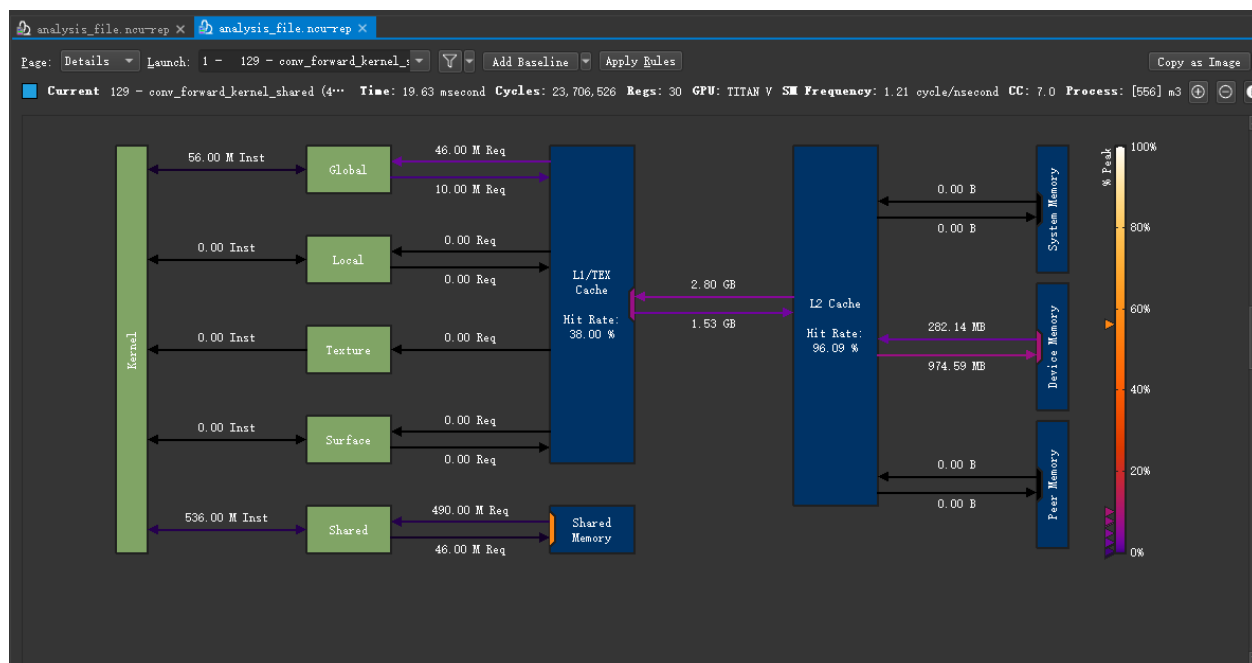 analysis_file.ncu-rep × analysis_file.ncu-rep ×
Page: Details Launch: 1 - 129 - conv_forward_kernel_s Add Baseline Apply Rules Copy as Image
Current 129 - conv_forward_kernel_shared (4··· Time: 19.63 msecond Cycles: 23,706,526 Regs: 30 GPU: TITAN V SM Frequency: 1.21 cycle/nsecond CC: 7.0 Process: [556] m3
Kernel
56.00 M Inst
0.00 Inst
0.00 Inst
0.00 Inst
536.00 M Inst
Global
Local
Texture
Surface
Shared
46.00 M Req
10.00 M Req
0.00 Req
0.00 Req
0.00 Req
0.00 Req
0.00 Req
490.00 M Req
46.00 M Req
L1/TEX
Cache
Hit Rate:
38.00 %
Shared
Memory
2.80 GB
1.53 GB
L2 Cache
Hit Rate:
96.09 %
0.00 B
0.00 B
282.14 MB
974.59 MB
0.00 B
0.00 B
System Memory
Device Memory
Peer Memory
% Peak
100%
80%
60%
40%
20%
0%